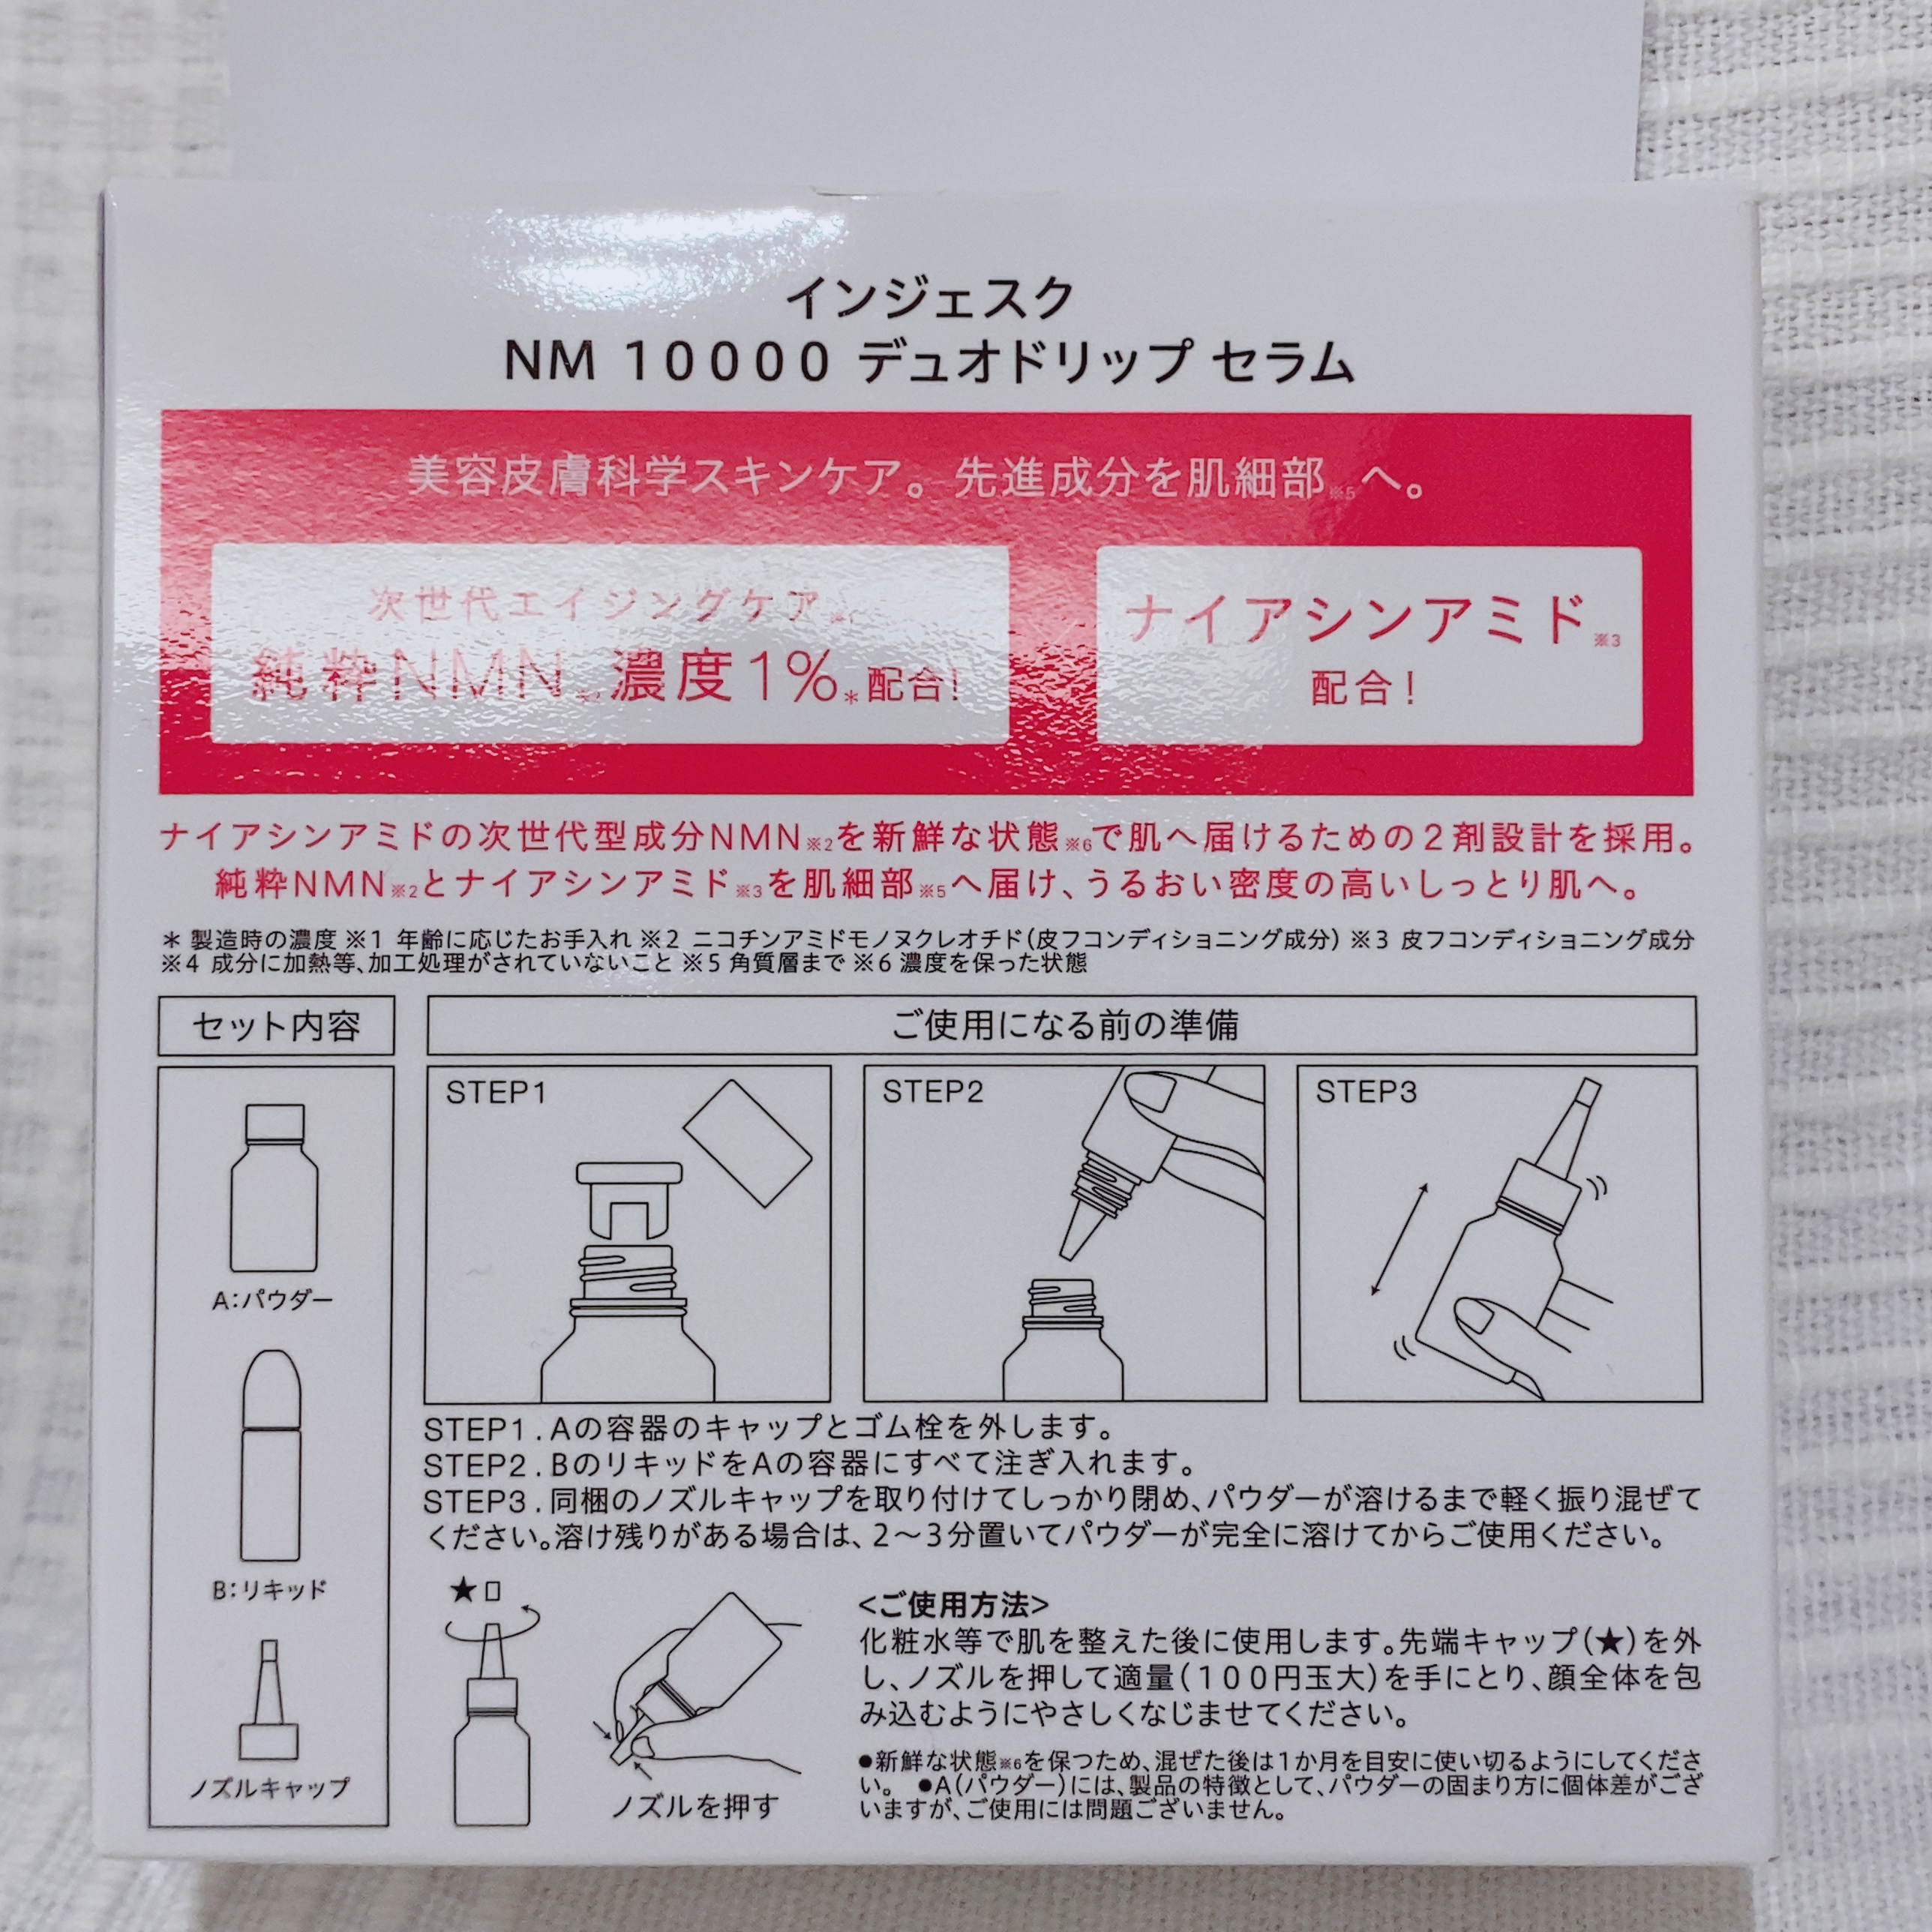 インジェスク
NM 10000 デュオドリップ セラム
美容皮膚科学スキンケア。先進成分を肌細部※5へ。
次世代エイジングケア
純粋NMN 濃度1%*配合!
ナイアシンアミド※3
配合!
ナイアシンアミドの次世代型成分NMN※2を新鮮な状態※6で肌へ届けるための2剤設計を採用。
純粋NMN※2とナイアシンアミド※3を肌細部※5へ届け、うるおい密度の高いしっとり肌へ。
* 製造時の濃度 ※1 年齢に応じたお手入れ ※2 ニコチンアミドモノヌクレオチド(皮フコンディショニング成分) ※3 皮フコンディショニング成分
※4 成分に加熱等、加工処理がされていないこと ※5 角質層まで ※6 濃度を保った状態
セット内容
A:パウダー
B:リキッド
ノズルキャップ
ご使用になる前の準備
STEP1
STEP2
STEP3
STEP1.Aの容器のキャップとゴム栓を外します。
STEP2.BのリキッドをAの容器にすべて注ぎ入れます。
STEP3.同梱のノズルキャップを取り付けてしっかり閉め、パウダーが溶けるまで軽く振り混ぜて
ください。溶け残りがある場合は、2〜3分置いてパウダーが完全に溶けてからご使用ください。
★
ノズルを押す
<ご使用方法>
化粧水等で肌を整えた後に使用します。先端キャップ(★)を外
し、ノズルを押して適量(100円玉大)を手にとり、顔全体を包
み込むようにやさしくなじませてください。
●新鮮な状態※6を保つため、混ぜた後は1か月を目安に使い切るようにしてくださ
い。 ●A(パウダー)には、製品の特徴として、パウダーの固まり方に個体差がござ
いますが、ご使用には問題ございません。